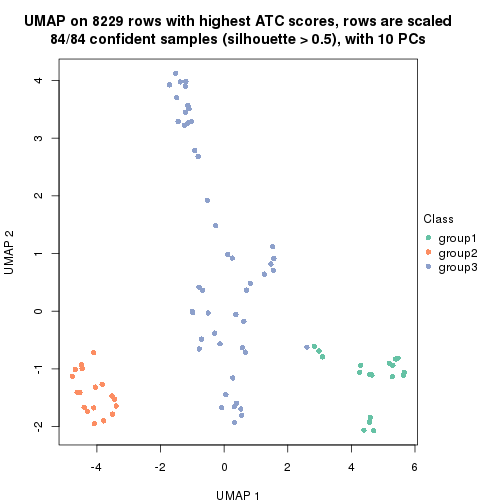 UMAP on 8229 rows with highest ATC scores, rows are scaled
84/84 confident samples (silhouette > 0.5), with 10 PCs
4
3
2
1
0
-1
-2
UMAP 2
-4
-2
0
2
4
6
UMAP 1
Class
group1
group2
group3